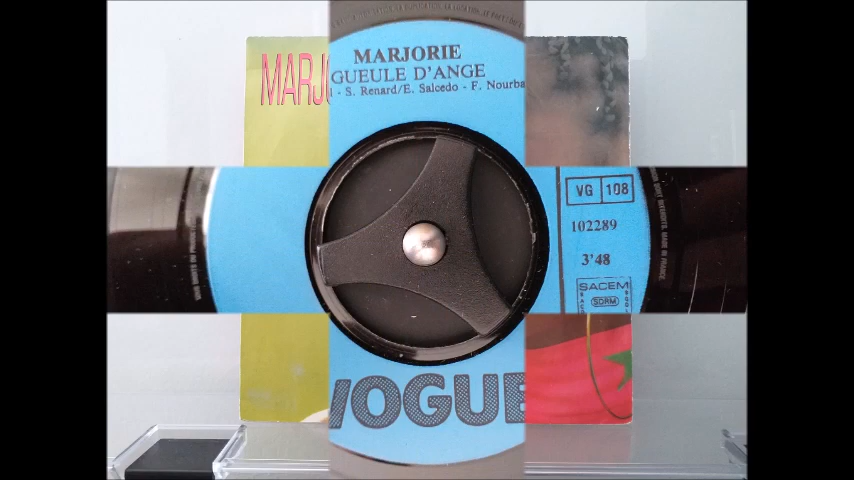 MARJORIE
GUEULE D'ANGE
- S. Renard/E. Salcedo - F. Nourba
MARJ
VG 108
102289
3'48
SACEM
SDRM
VOGUE